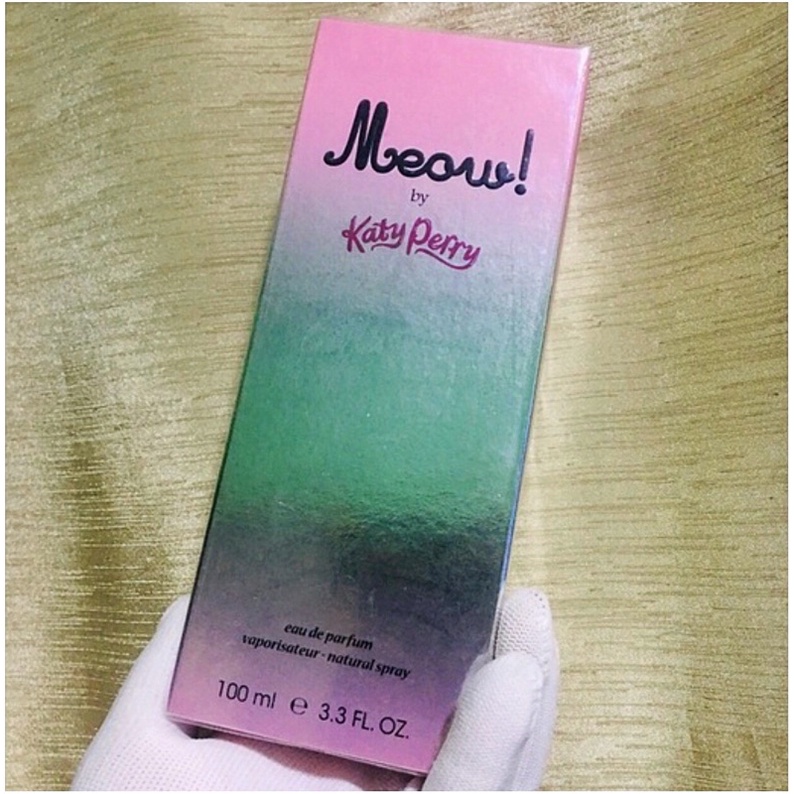 Meow!
by
Katy Perry
eau de parfum
vaporisateur - natural spray
100 ml ℮ 3.3 FL. OZ.